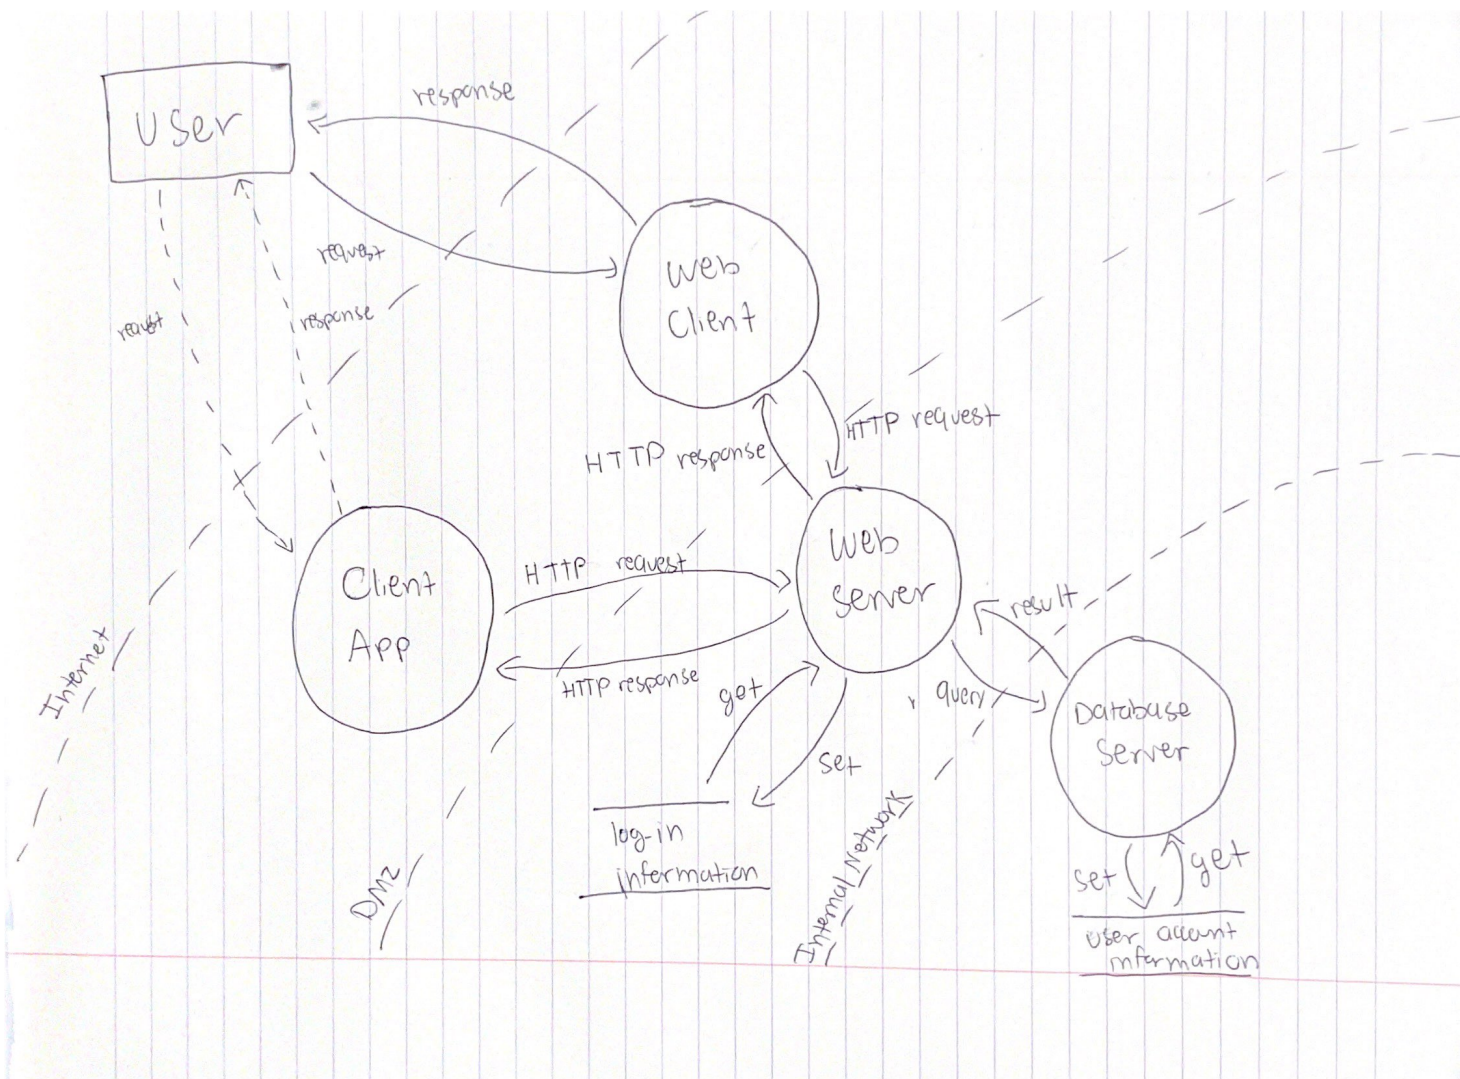 response
User
request
Web
Client
request
response
HTTP request
HTTP response
Web
Server
HTTP request
Client
App
result
Internet
HTTP response
get
query
Database
Server
set
log-in
information
Internal Network
DMZ
set
get
user account
information